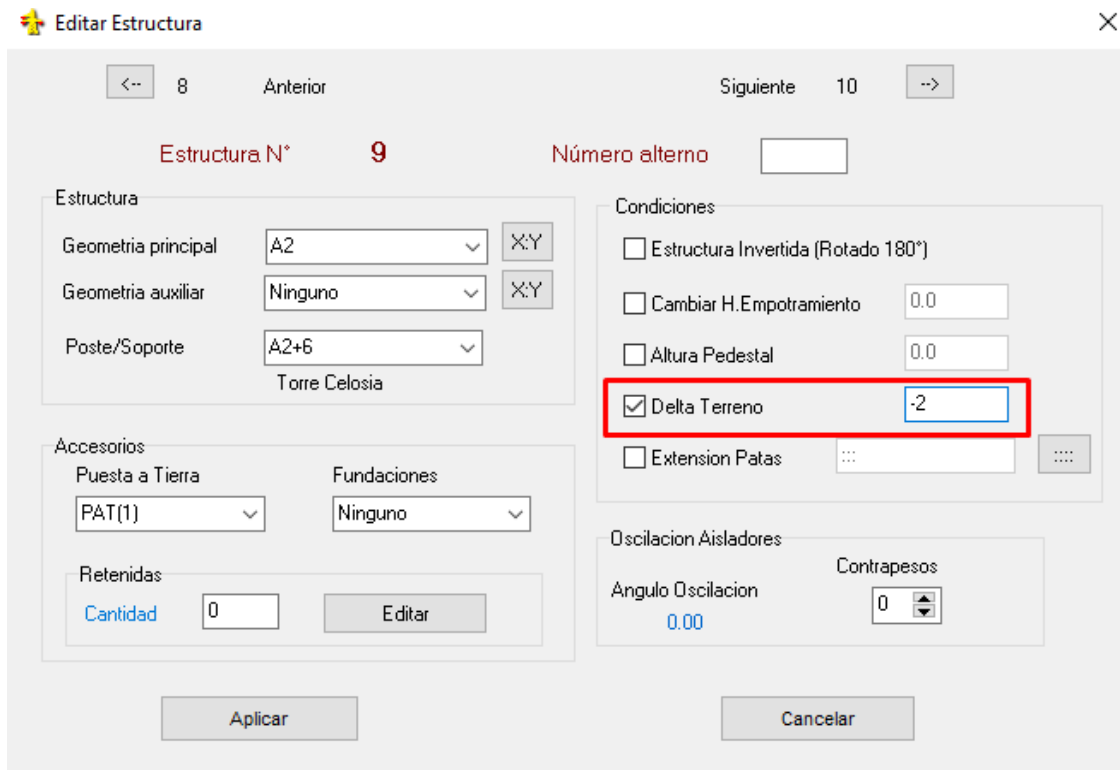 Editar Estructura
<-- 8 Anterior Siguiente 10 -->
Estructura N° 9 Número alterno
Estructura
Geometria principal A2 X:Y
Geometria auxiliar Ninguno X:Y
Poste/Soporte A2+6
Torre Celosia
Condiciones
Estructura Invertida (Rotado 180°)
Cambiar H.Empotramiento 0.0
Altura Pedestal 0.0
Delta Terreno -2
Extension Patas ::: ::::
Accesorios
Puesta a Tierra Fundaciones
PAT(1) Ninguno
Retenidas
Cantidad 0 Editar
Oscilacion Aisladores
Angulo Oscilacion Contrapesos
0.00 0
Aplicar Cancelar